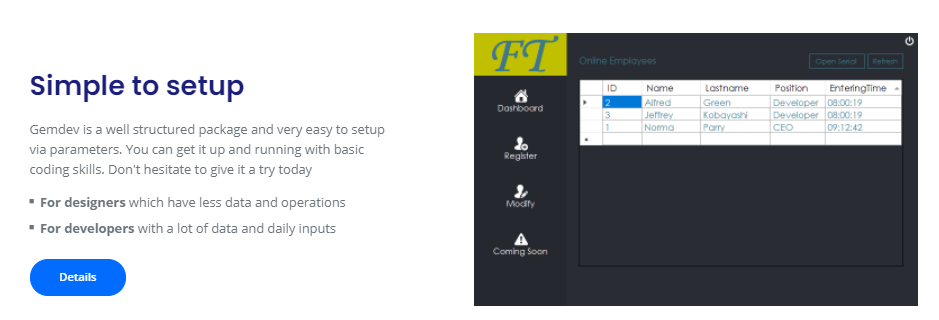 Simple to setup
Gemdev is a well structured package and very easy to setup
via parameters. You can get it up and running with basic
coding skills. Don't hesitate to give it a try today
For designers which have less data and operations
For developers with a lot of data and daily inputs
Details
FT
Dashboard
Register
Modify
Coming Soon
Online Employees
Open Serial Refresh
ID Name Lastname Position EnteringTime
2 Alfred Green Developer 08:00:19
3 Jeffrey Kobayashi Developer 08:00:19
1 Norma Parry CEO 09:12:42